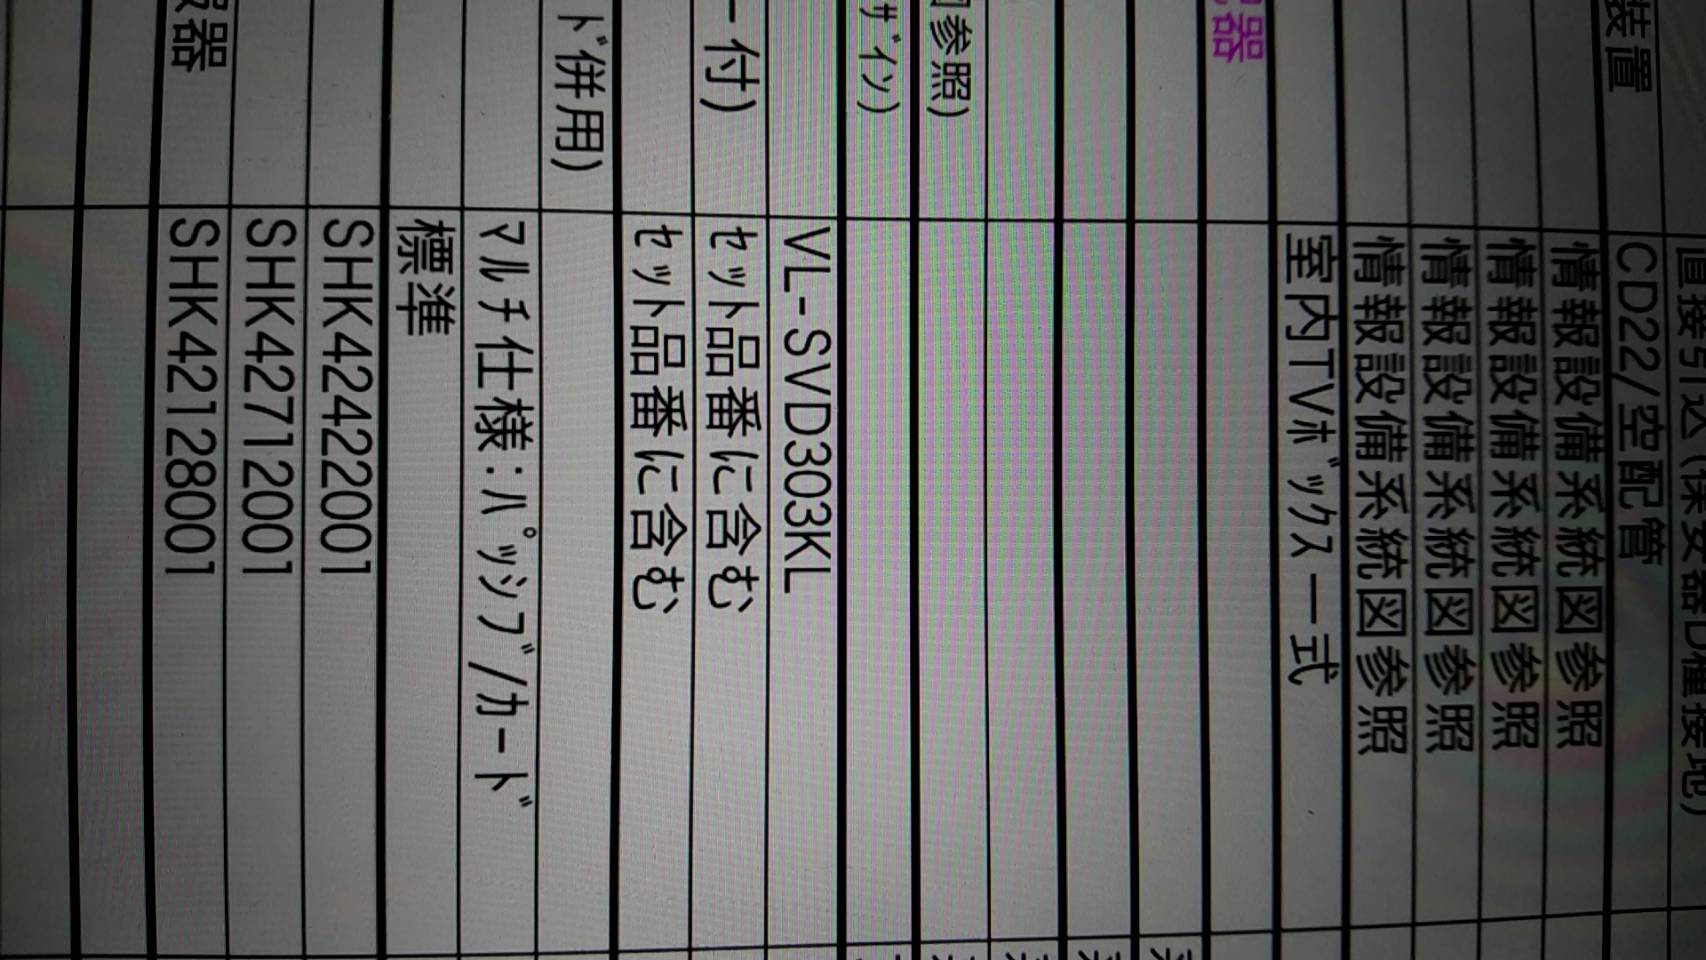 直接引込(保安器D種接地)
装置 CD22/空配管
情報設備系統図参照
情報設備系統図参照
情報設備系統図参照
情報設備系統図参照
室内TVﾎﾞｯｸｽ一式
器
参照)
ｻﾞｲﾝ)
VL-SVD303KL
ー付) ｾｯﾄ品番に含む
ｾｯﾄ品番に含む
ﾄﾞ併用)
ﾏﾙﾁ仕様:ﾊﾟｯｼﾌﾞ/ｶｰﾄﾞ
標準
SHK42422001
SHK42712001
器 SHK42128001